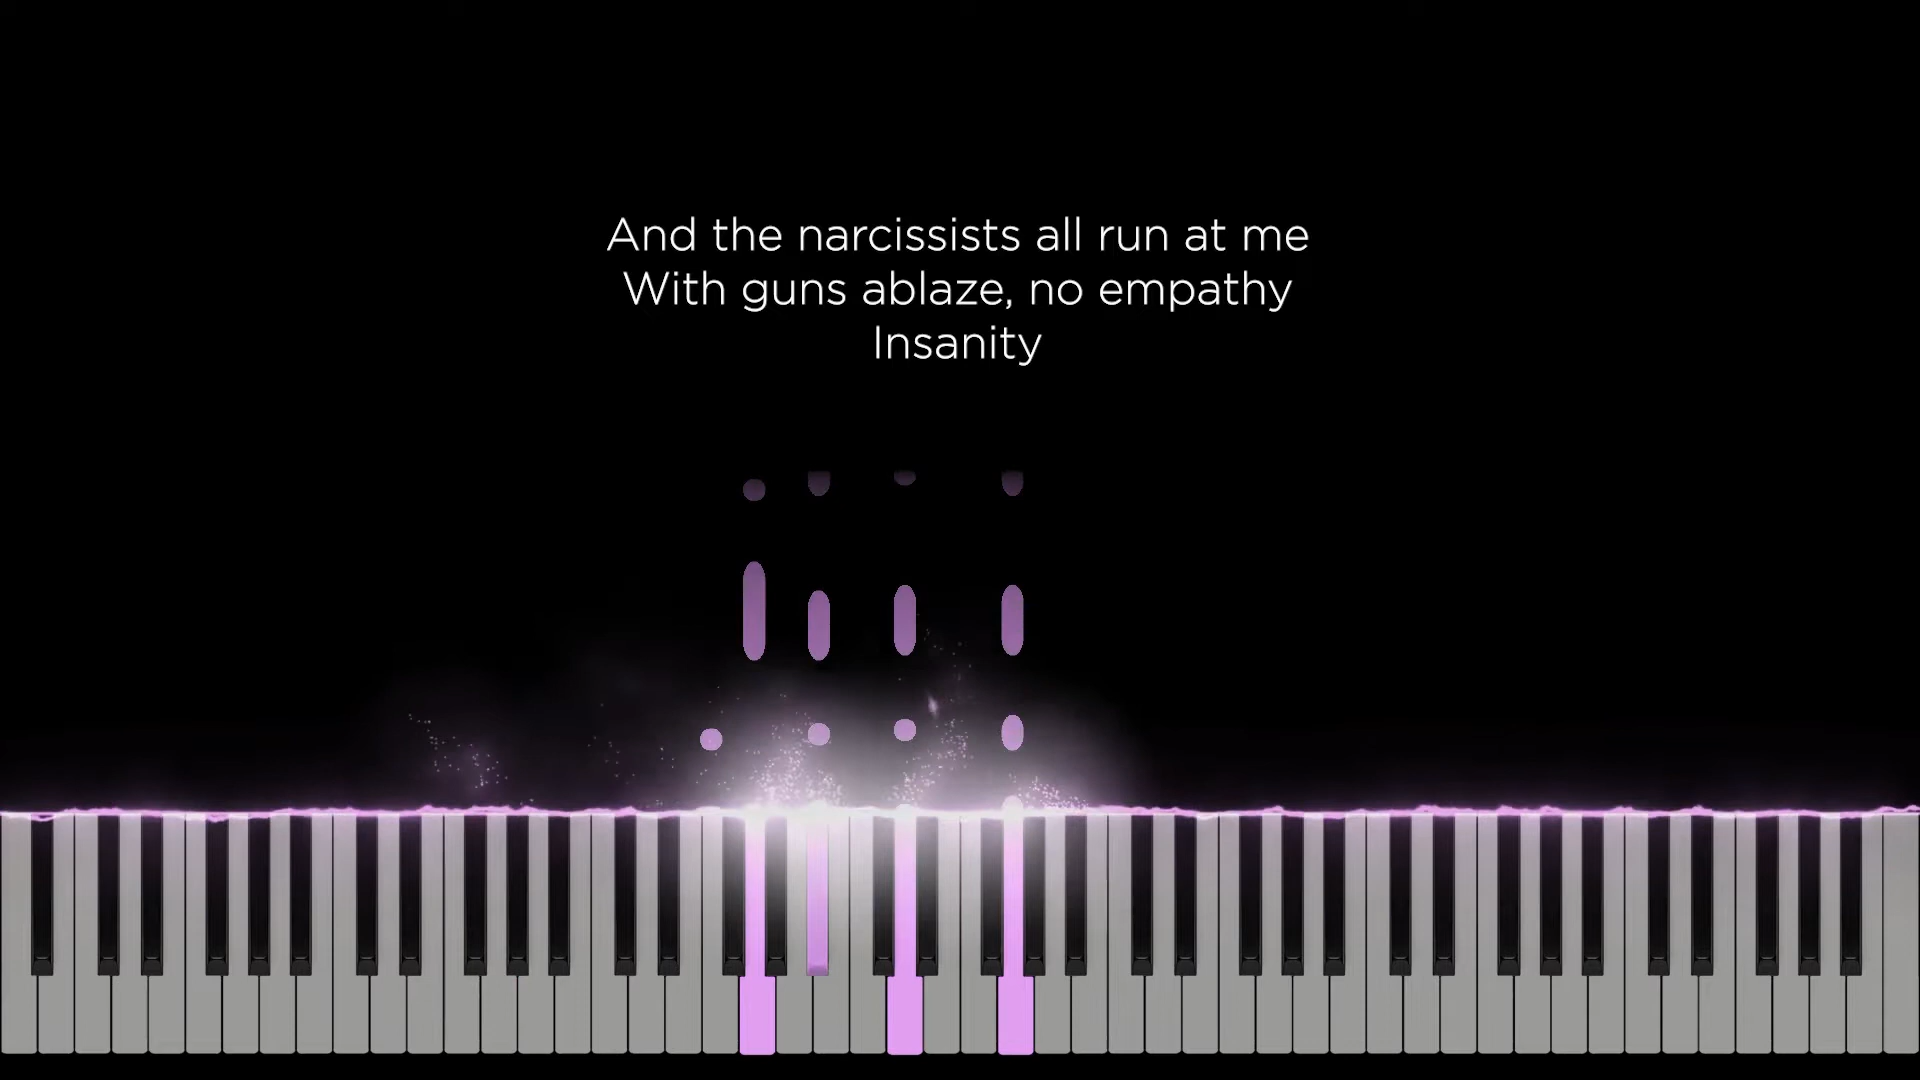 And the narcissists all run at me
With guns ablaze, no empathy
Insanity